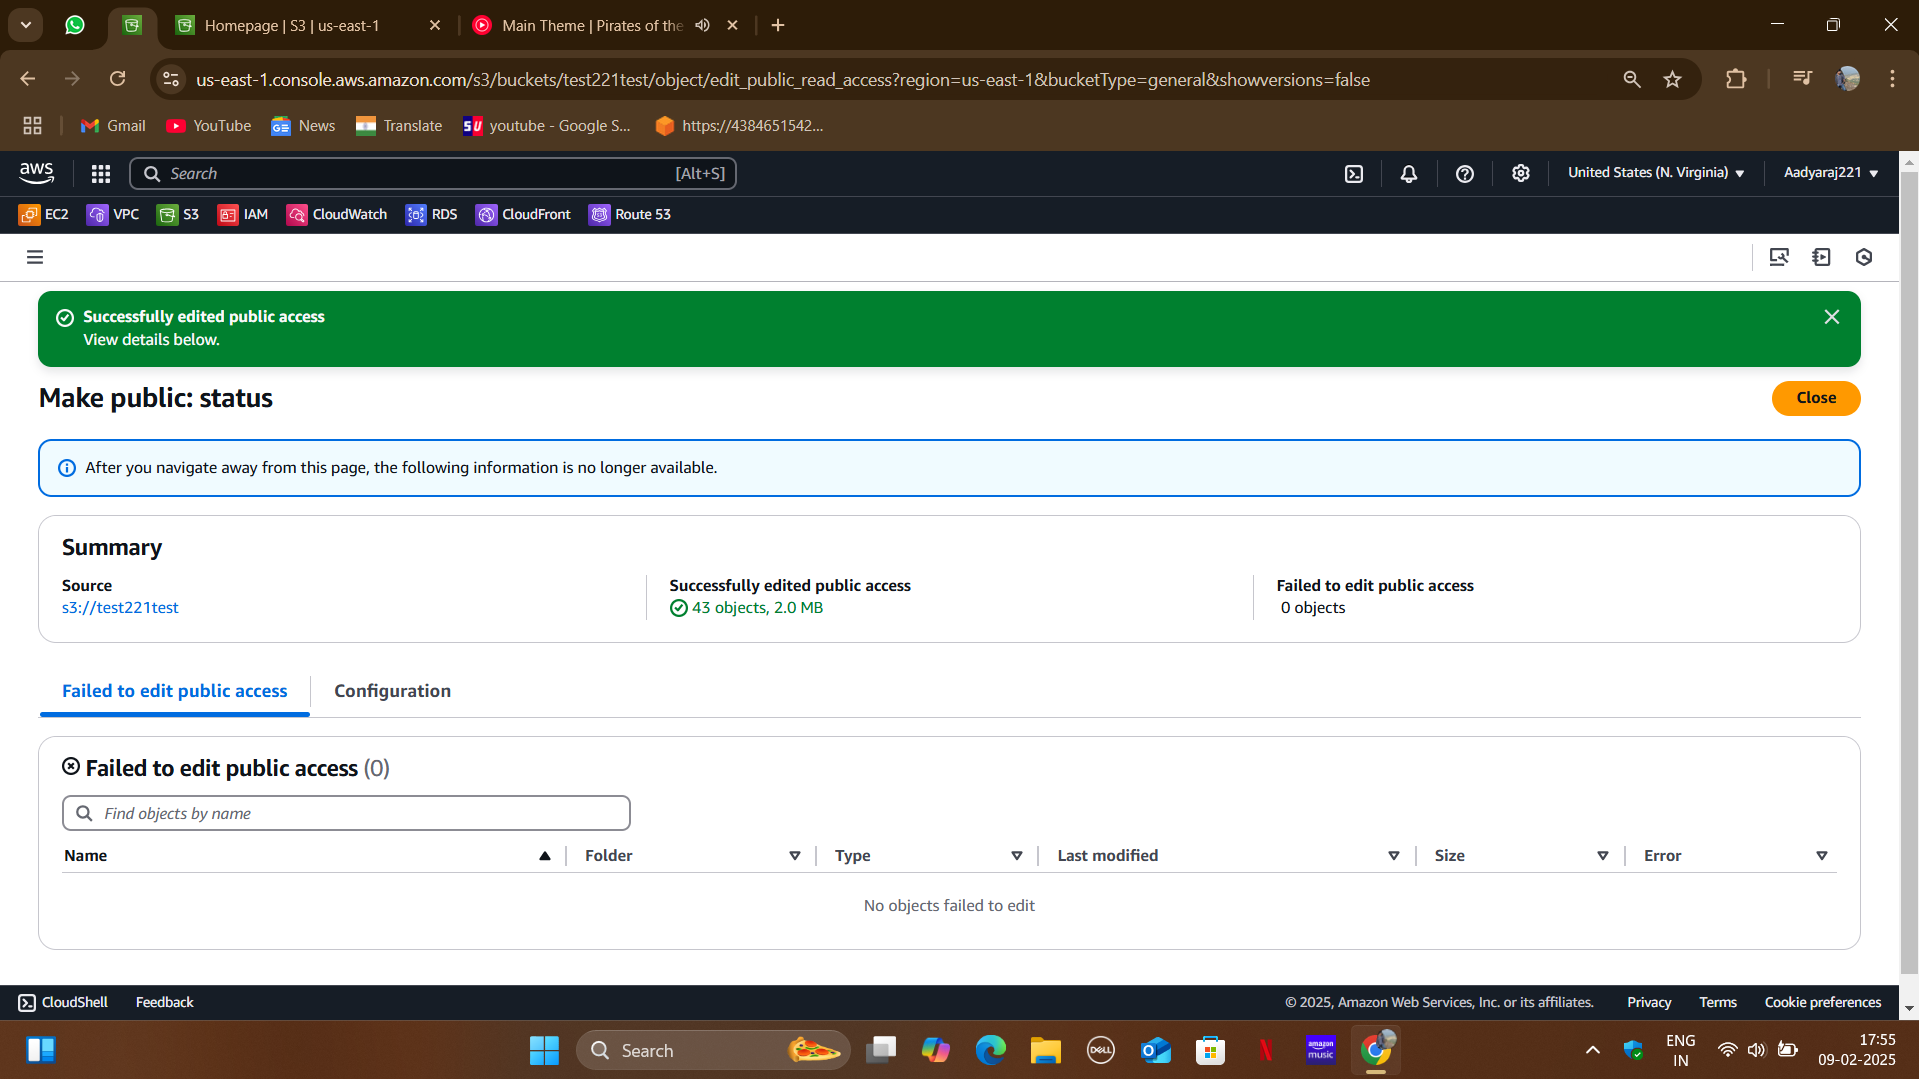 Homepage | S3 | us-east-1
Main Theme | Pirates of the
us-east-1.console.aws.amazon.com/s3/buckets/test221test/object/edit_public_read_access?region=us-east-1&bucketType=general&showversions=false
Gmail
YouTube
News
Translate
SU
youtube - Google S...
https://4384651542...
aws
Search
[Alt+S]
United States (N. Virginia)
Aadyaraj221
EC2
VPC
S3
IAM
CloudWatch
RDS
CloudFront
Route 53
Successfully edited public access
View details below.
Make public: status
Close
After you navigate away from this page, the following information is no longer available.
Summary
Source
s3://test221test
Successfully edited public access
43 objects, 2.0 MB
Failed to edit public access
0 objects
Failed to edit public access
Configuration
Failed to edit public access (0)
Find objects by name
Name
Folder
Type
Last modified
Size
Error
No objects failed to edit
CloudShell
Feedback
© 2025, Amazon Web Services, Inc. or its affiliates.
Privacy
Terms
Cookie preferences
Search
DELL
amazon
music
ENG
IN
17:55
09-02-2025